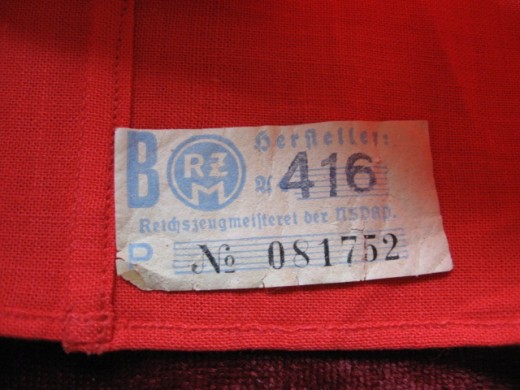 B RZM Hersteller:
A 416
Reichszeugmeisterei der NSDAP.
№ 081752